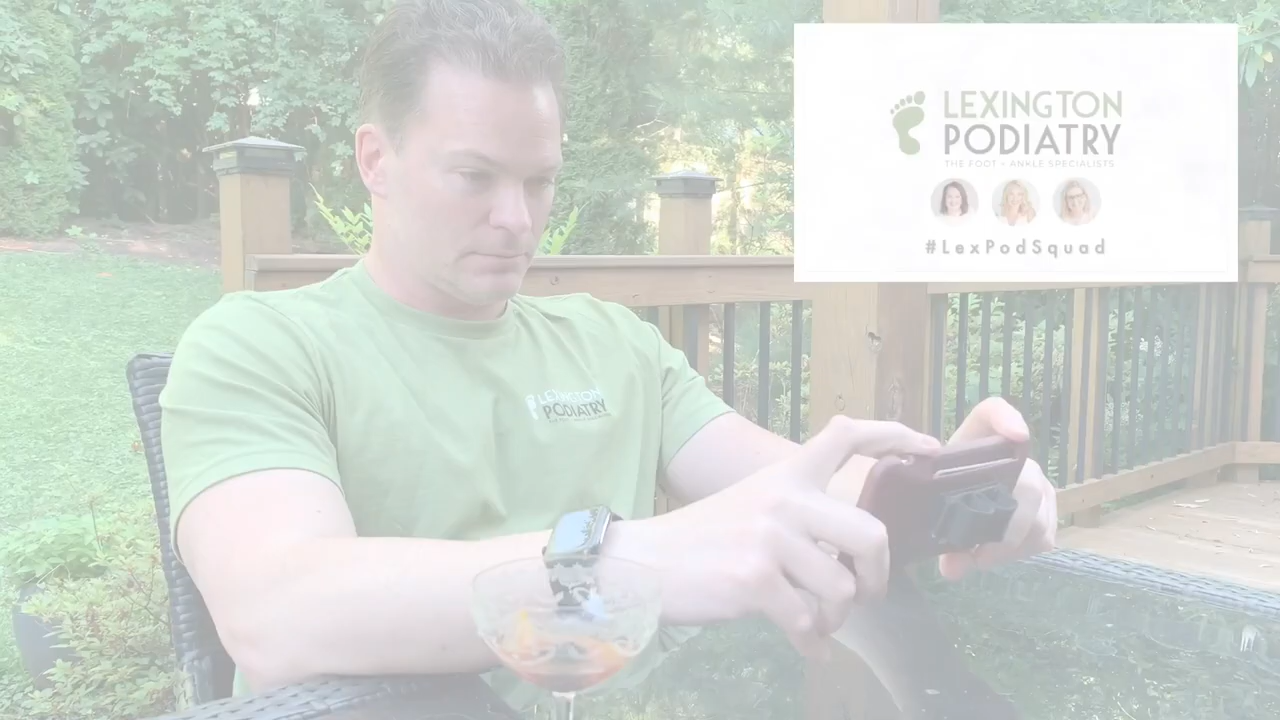 LEXINGTON
PODIATRY
THE FOOT + ANKLE SPECIALISTS
#LexPodSquad
LEXINGTON
PODIATRY